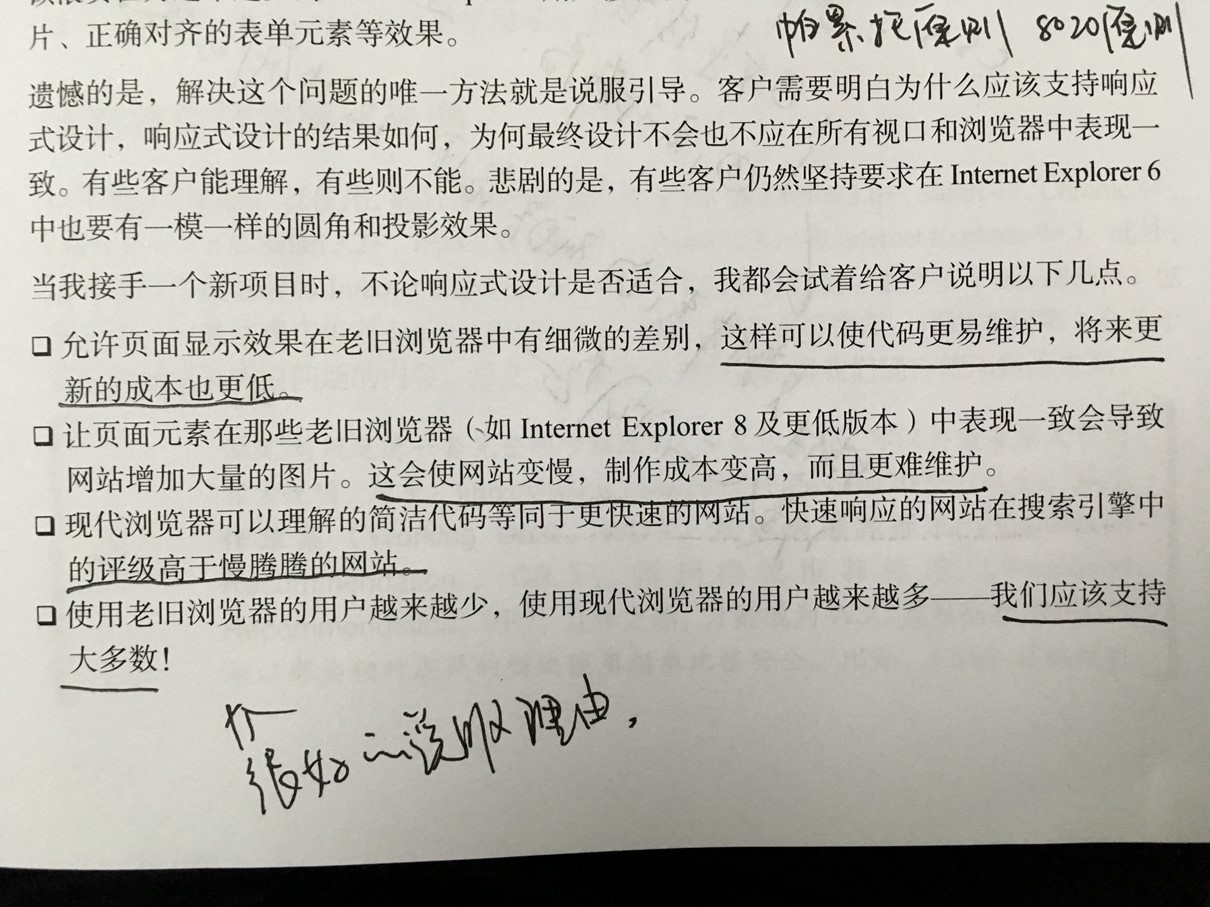 片、正确对齐的表单元素等效果。
帕累托原则 8020原则
遗憾的是，解决这个问题的唯一方法就是说服引导。客户需要明白为什么应该支持响应
式设计，响应式设计的结果如何，为何最终设计不会也不应在所有视口和浏览器中表现一
致。有些客户能理解，有些则不能。悲剧的是，有些客户仍然坚持要求在 Internet Explorer 6
中也要有一模一样的圆角和投影效果。
当我接手一个新项目时，不论响应式设计是否适合，我都会试着给客户说明以下几点。
❑ 允许页面显示效果在老旧浏览器中有细微的差别，这样可以使代码更易维护，将来更
新的成本也更低。
❑ 让页面元素在那些老旧浏览器（如 Internet Explorer 8 及更低版本）中表现一致会导致
网站增加大量的图片。这会使网站变慢，制作成本变高，而且更难维护。
❑ 现代浏览器可以理解的简洁代码等同于更快速的网站。快速响应的网站在搜索引擎中
的评级高于慢腾腾的网站。
❑ 使用老旧浏览器的用户越来越少，使用现代浏览器的用户越来越多——我们应该支持
大多数！
很好的说服理由，